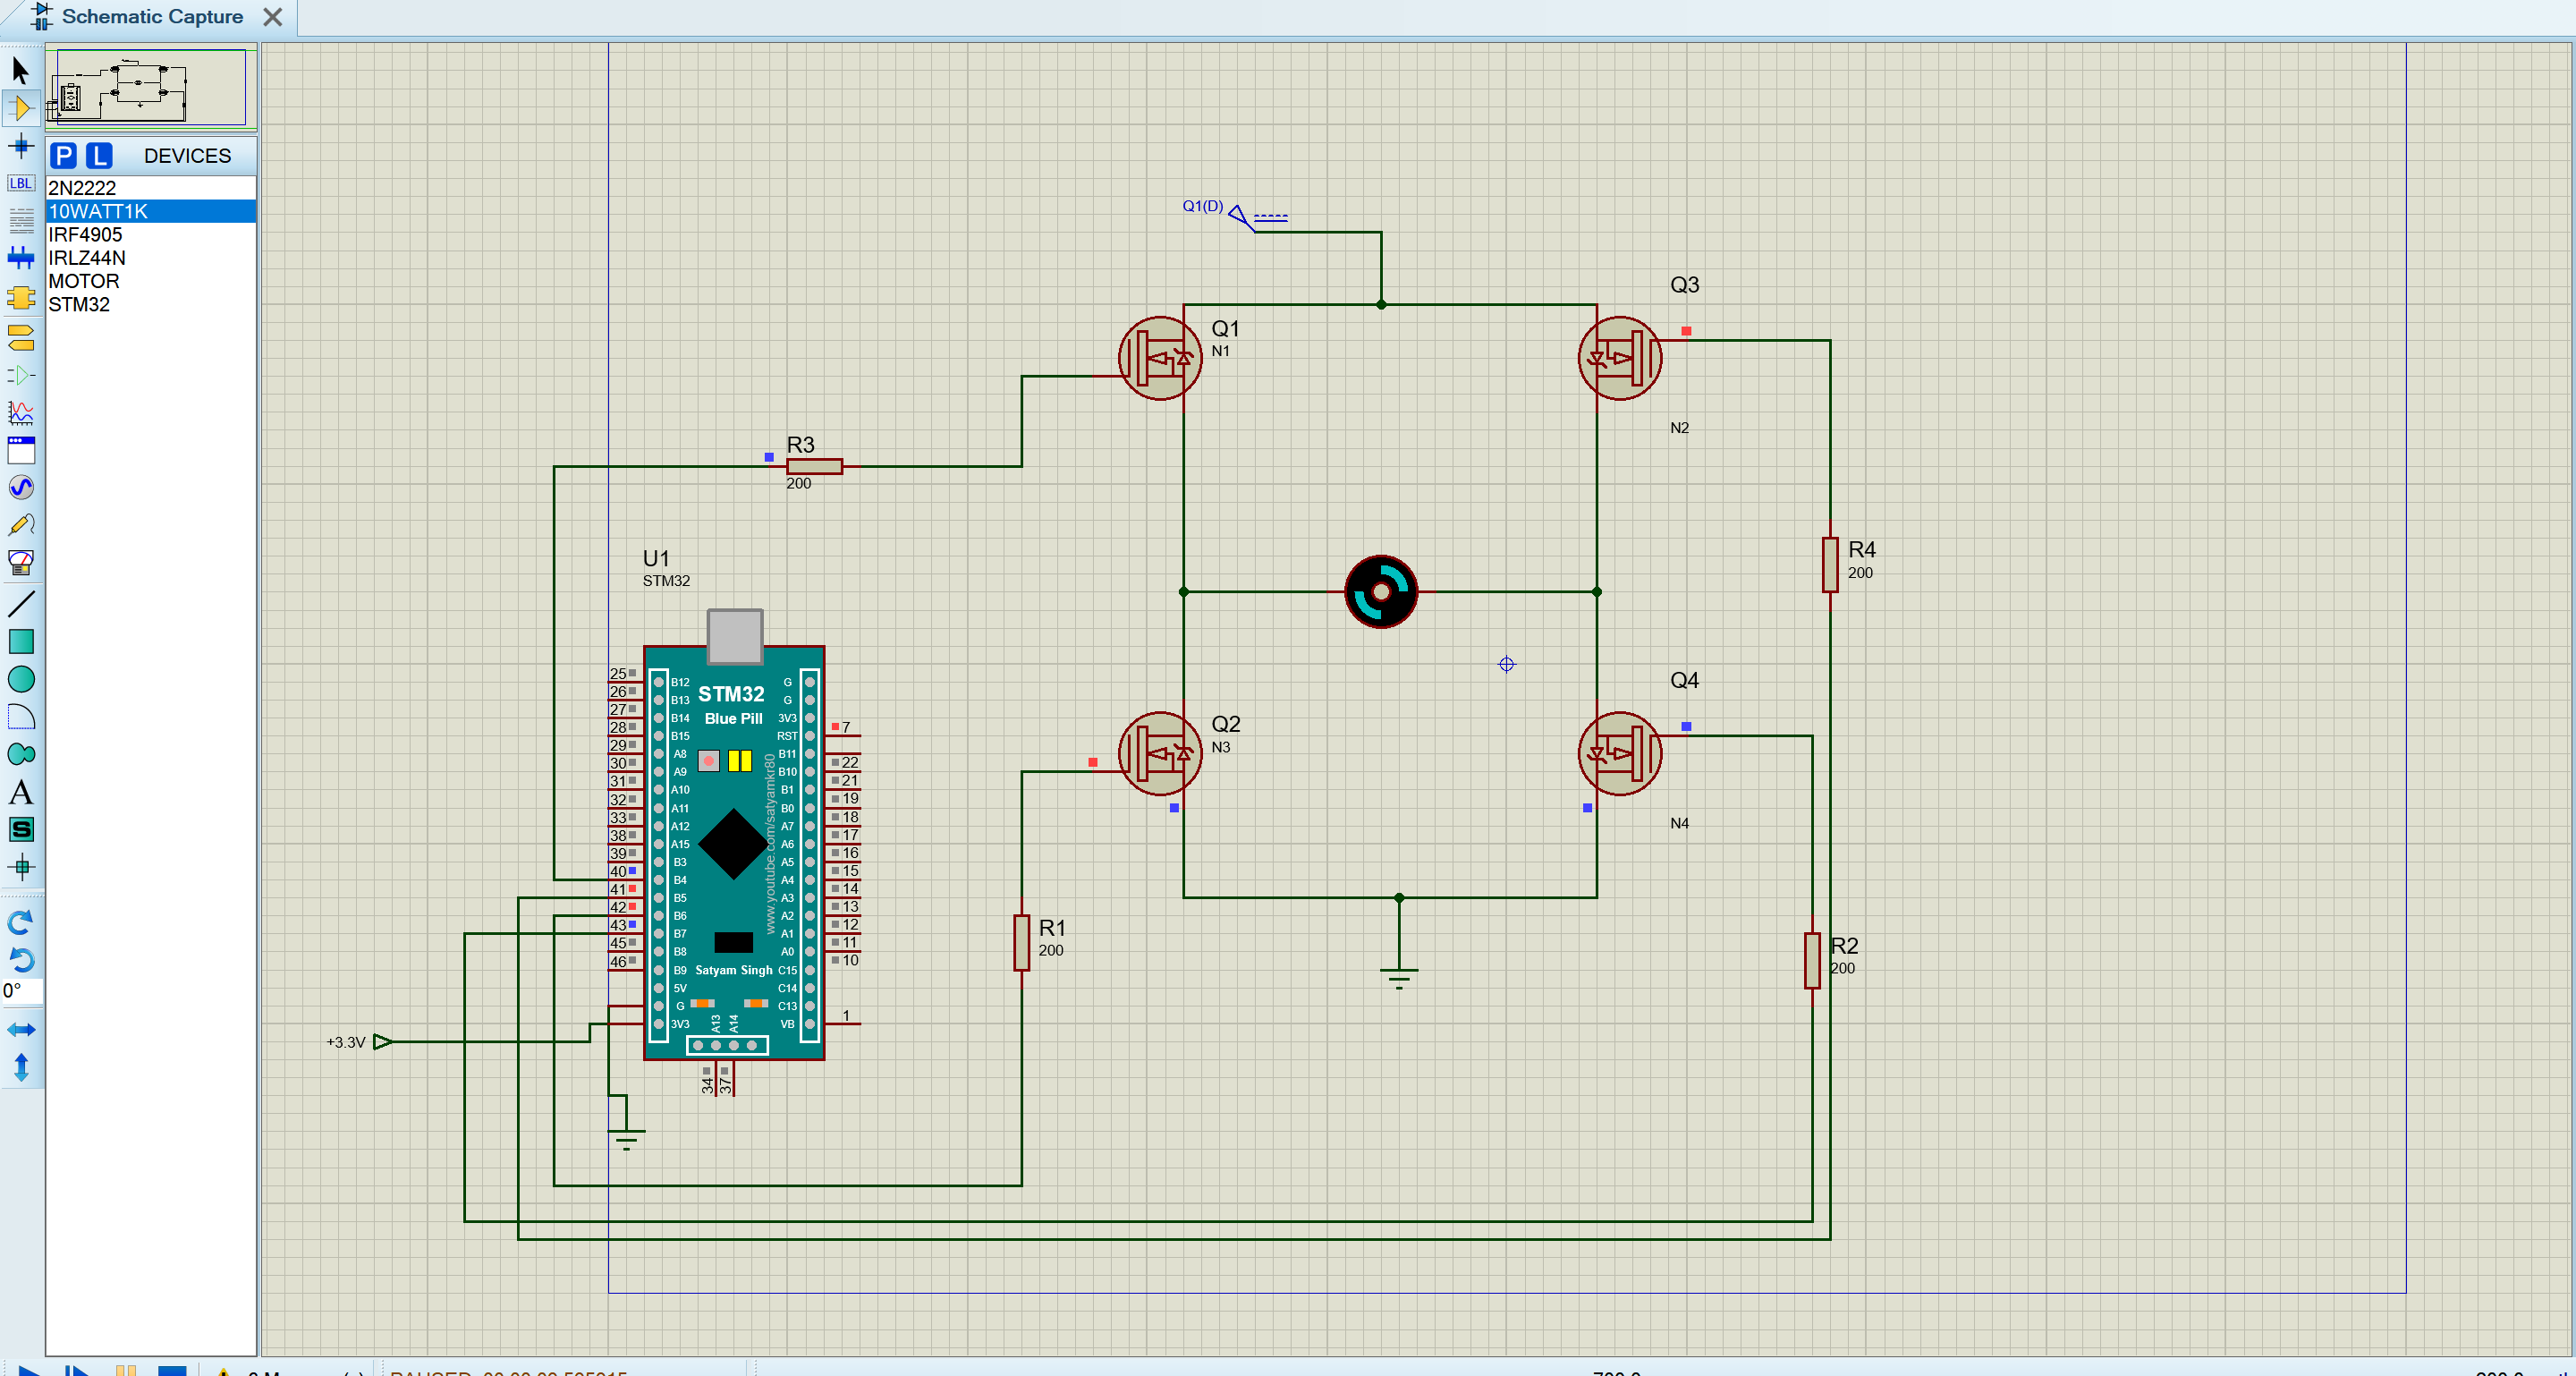 Schematic Capture
P L DEVICES
2N2222
10WATT1K
IRF4905
IRLZ44N
MOTOR
STM32
LBL
A
S
0°
Q1(D)
Q1
N1
Q3
N2
R3
200
R4
200
U1
STM32
Q2
N3
Q4
N4
R1
200
R2
200
+3.3V
STM32
Blue Pill
www.youtube.com/satyamkr80
Satyam Singh
25 B12 G
26 B13 G
27 B14 3V3
28 B15 RST 7
29 A8 B11
30 A9 B10 22
31 A10 B1 21
32 A11 B0 19
33 A12 A7 18
38 A15 A6 17
39 B3 A5 16
40 B4 A4 15
41 B5 A3 14
42 B6 A2 13
43 B7 A1 12
45 B8 A0 11
46 B9 C15 10
5V C14
G C13
3V3 VB 1
A13 A14
34 37